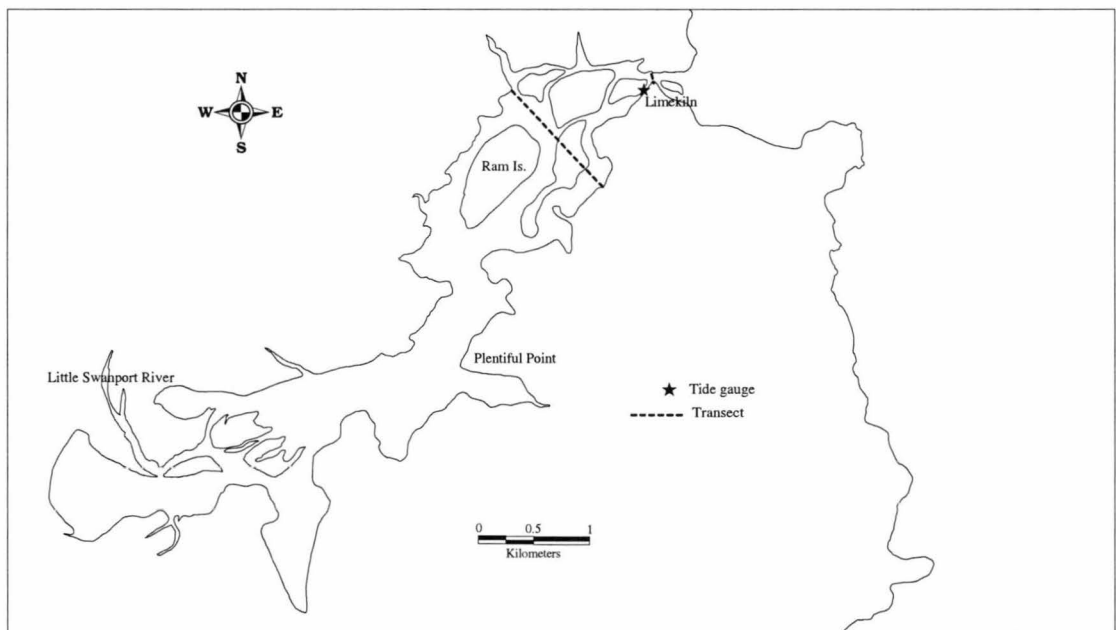 N
W E
S
Limekiln
Ram Is.
Plentiful Point
Little Swanport River
Tide gauge
Transect
0 0.5 1
Kilometers